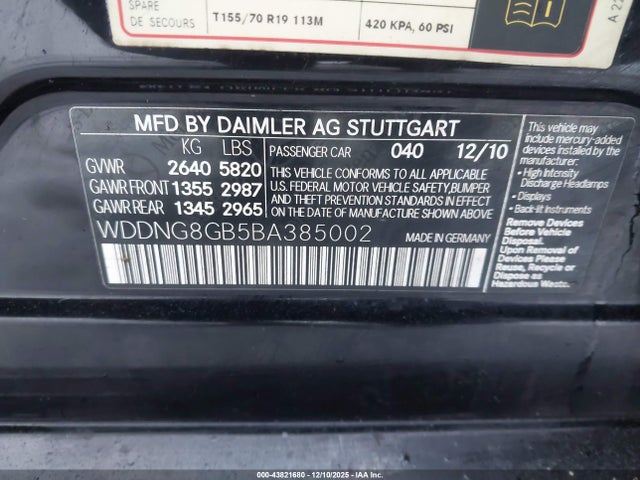 SPARE
DE SECOURS T155/70 R19 113M 420 KPA, 60 PSI
MFD BY DAIMLER AG STUTTGART
KG LBS PASSENGER CAR 040 12/10
GVWR 2640 5820
GAWR FRONT 1355 2987
GAWR REAR 1345 2965
THIS VEHICLE CONFORMS TO ALL APPLICABLE
U.S. FEDERAL MOTOR VEHICLE SAFETY, BUMPER
AND THEFT PREVENTION STANDARDS IN EFFECT
ON THE DATE OF MANUFACTURE SHOWN ABOVE
WDDNG8GB5BA385002 MADE IN GERMANY
This vehicle may
include mercury-added
devices installed by the
manufacturer:
• High Intensity
Discharge Headlamps
• Displays
• Back-lit Instruments
Remove Devices
Before Vehicle
Disposal.
Upon Removal of
Devices Please
Reuse, Recycle or
Dispose as
Hazardous Waste.
000-43821680 - 12/10/2025 - IAAI.com